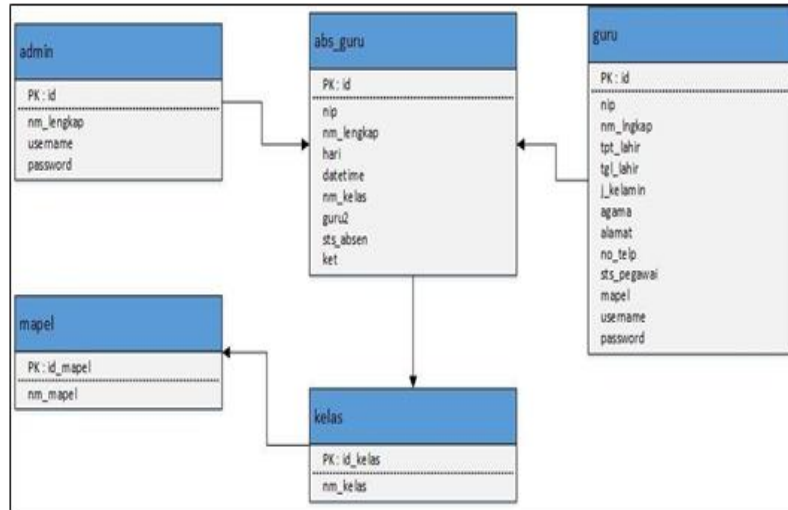 admin
PK : id
nm_lengkap
username
password
abs_guru
PK : id
nip
nm_lengkap
hari
datetime
nm_kelas
guru2
sts_absen
ket
guru
PK : id
nip
nm_lngkap
tpt_lahir
tgl_lahir
j_kelamin
agama
alamat
no_telp
sts_pegawai
mapel
username
password
mapel
PK : id_mapel
nm_mapel
kelas
PK : id_kelas
nm_kelas